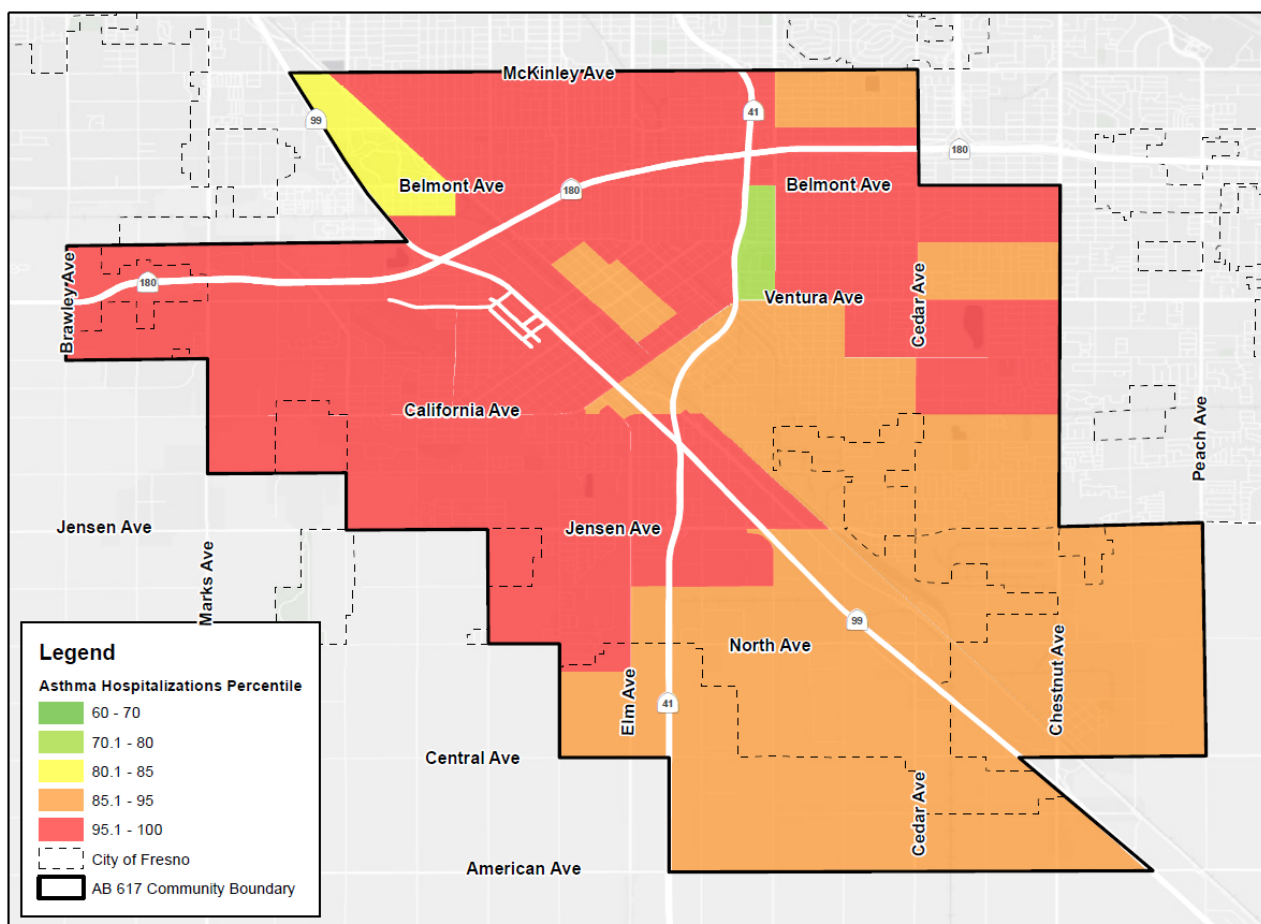 McKinley Ave
41
99
180
Belmont Ave
180
Belmont Ave
Brawley Ave
180
Ventura Ave
Cedar Ave
California Ave
Peach Ave
Jensen Ave
Jensen Ave
Marks Ave
99
North Ave
Chestnut Ave
Elm Ave
41
Central Ave
Cedar Ave
American Ave
Legend
Asthma Hospitalizations Percentile
60 - 70
70.1 - 80
80.1 - 85
85.1 - 95
95.1 - 100
City of Fresno
AB 617 Community Boundary